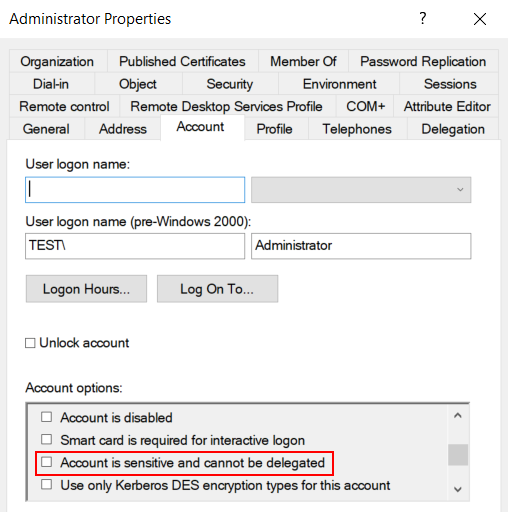 Administrator Properties ? ×
Organization Published Certificates Member Of Password Replication
Dial-in Object Security Environment Sessions
Remote control Remote Desktop Services Profile COM+ Attribute Editor
General Address Account Profile Telephones Delegation
User logon name:
User logon name (pre-Windows 2000):
TEST\ Administrator
Logon Hours... Log On To...
Unlock account
Account options:
Account is disabled
Smart card is required for interactive logon
Account is sensitive and cannot be delegated
Use only Kerberos DES encryption types for this account